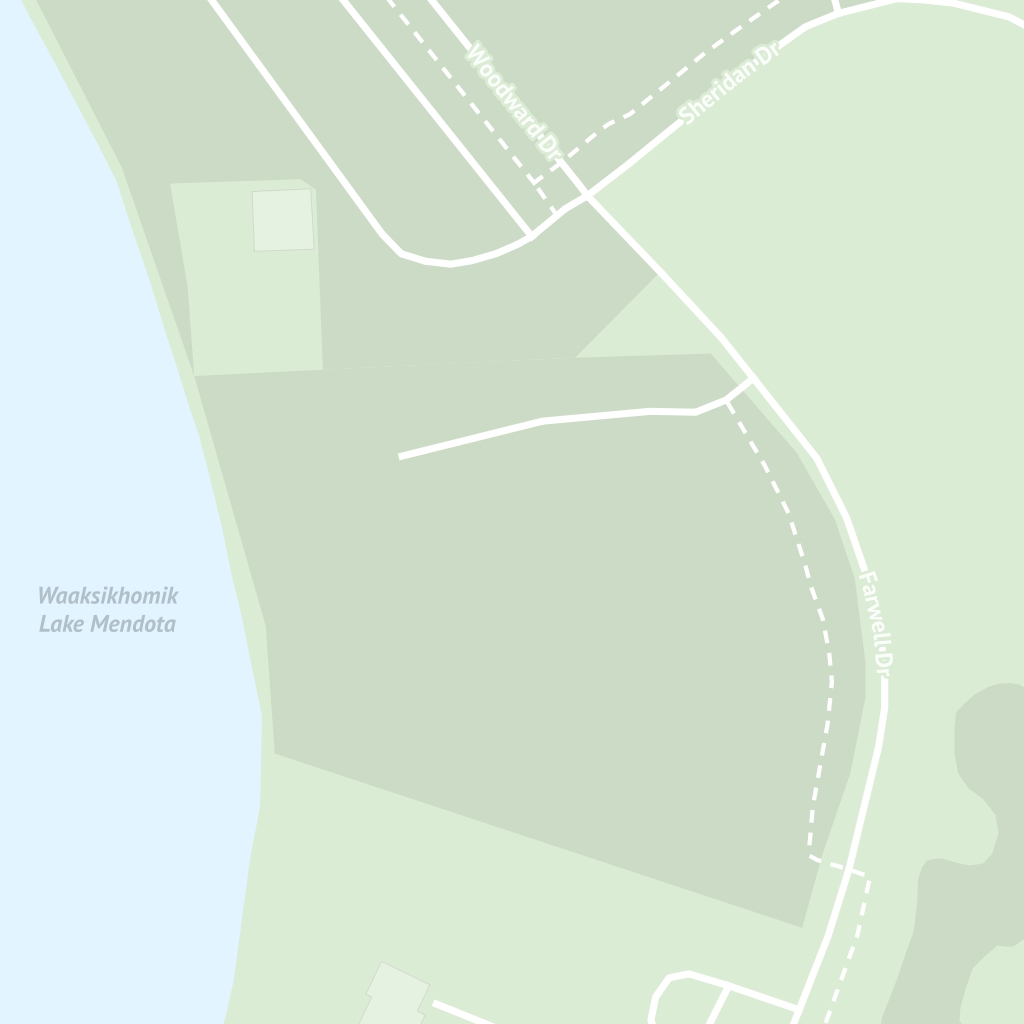 Woodward Dr
Sheridan Dr
Farwell Dr
Waaksikhomik
Lake Mendota